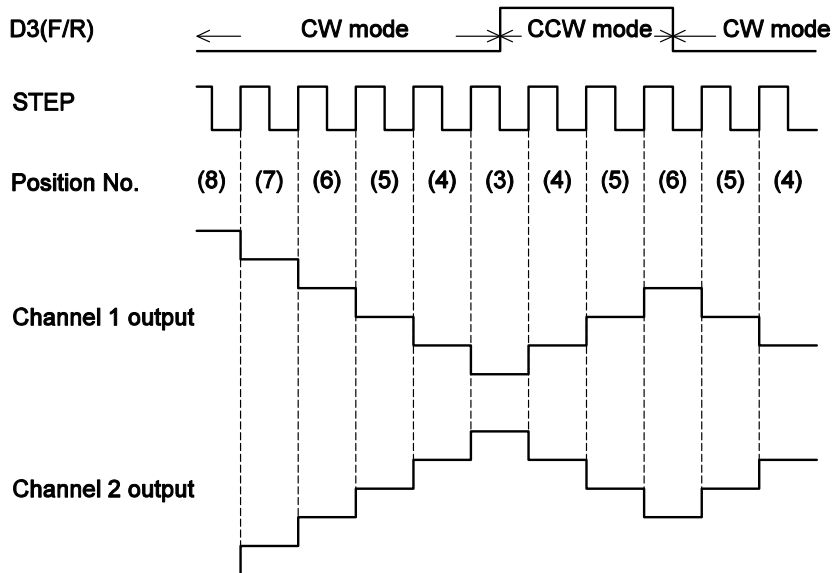 D3(F/R) CW mode CCW mode CW mode
STEP
Position No. (8) (7) (6) (5) (4) (3) (4) (5) (6) (5) (4)
Channel 1 output
Channel 2 output